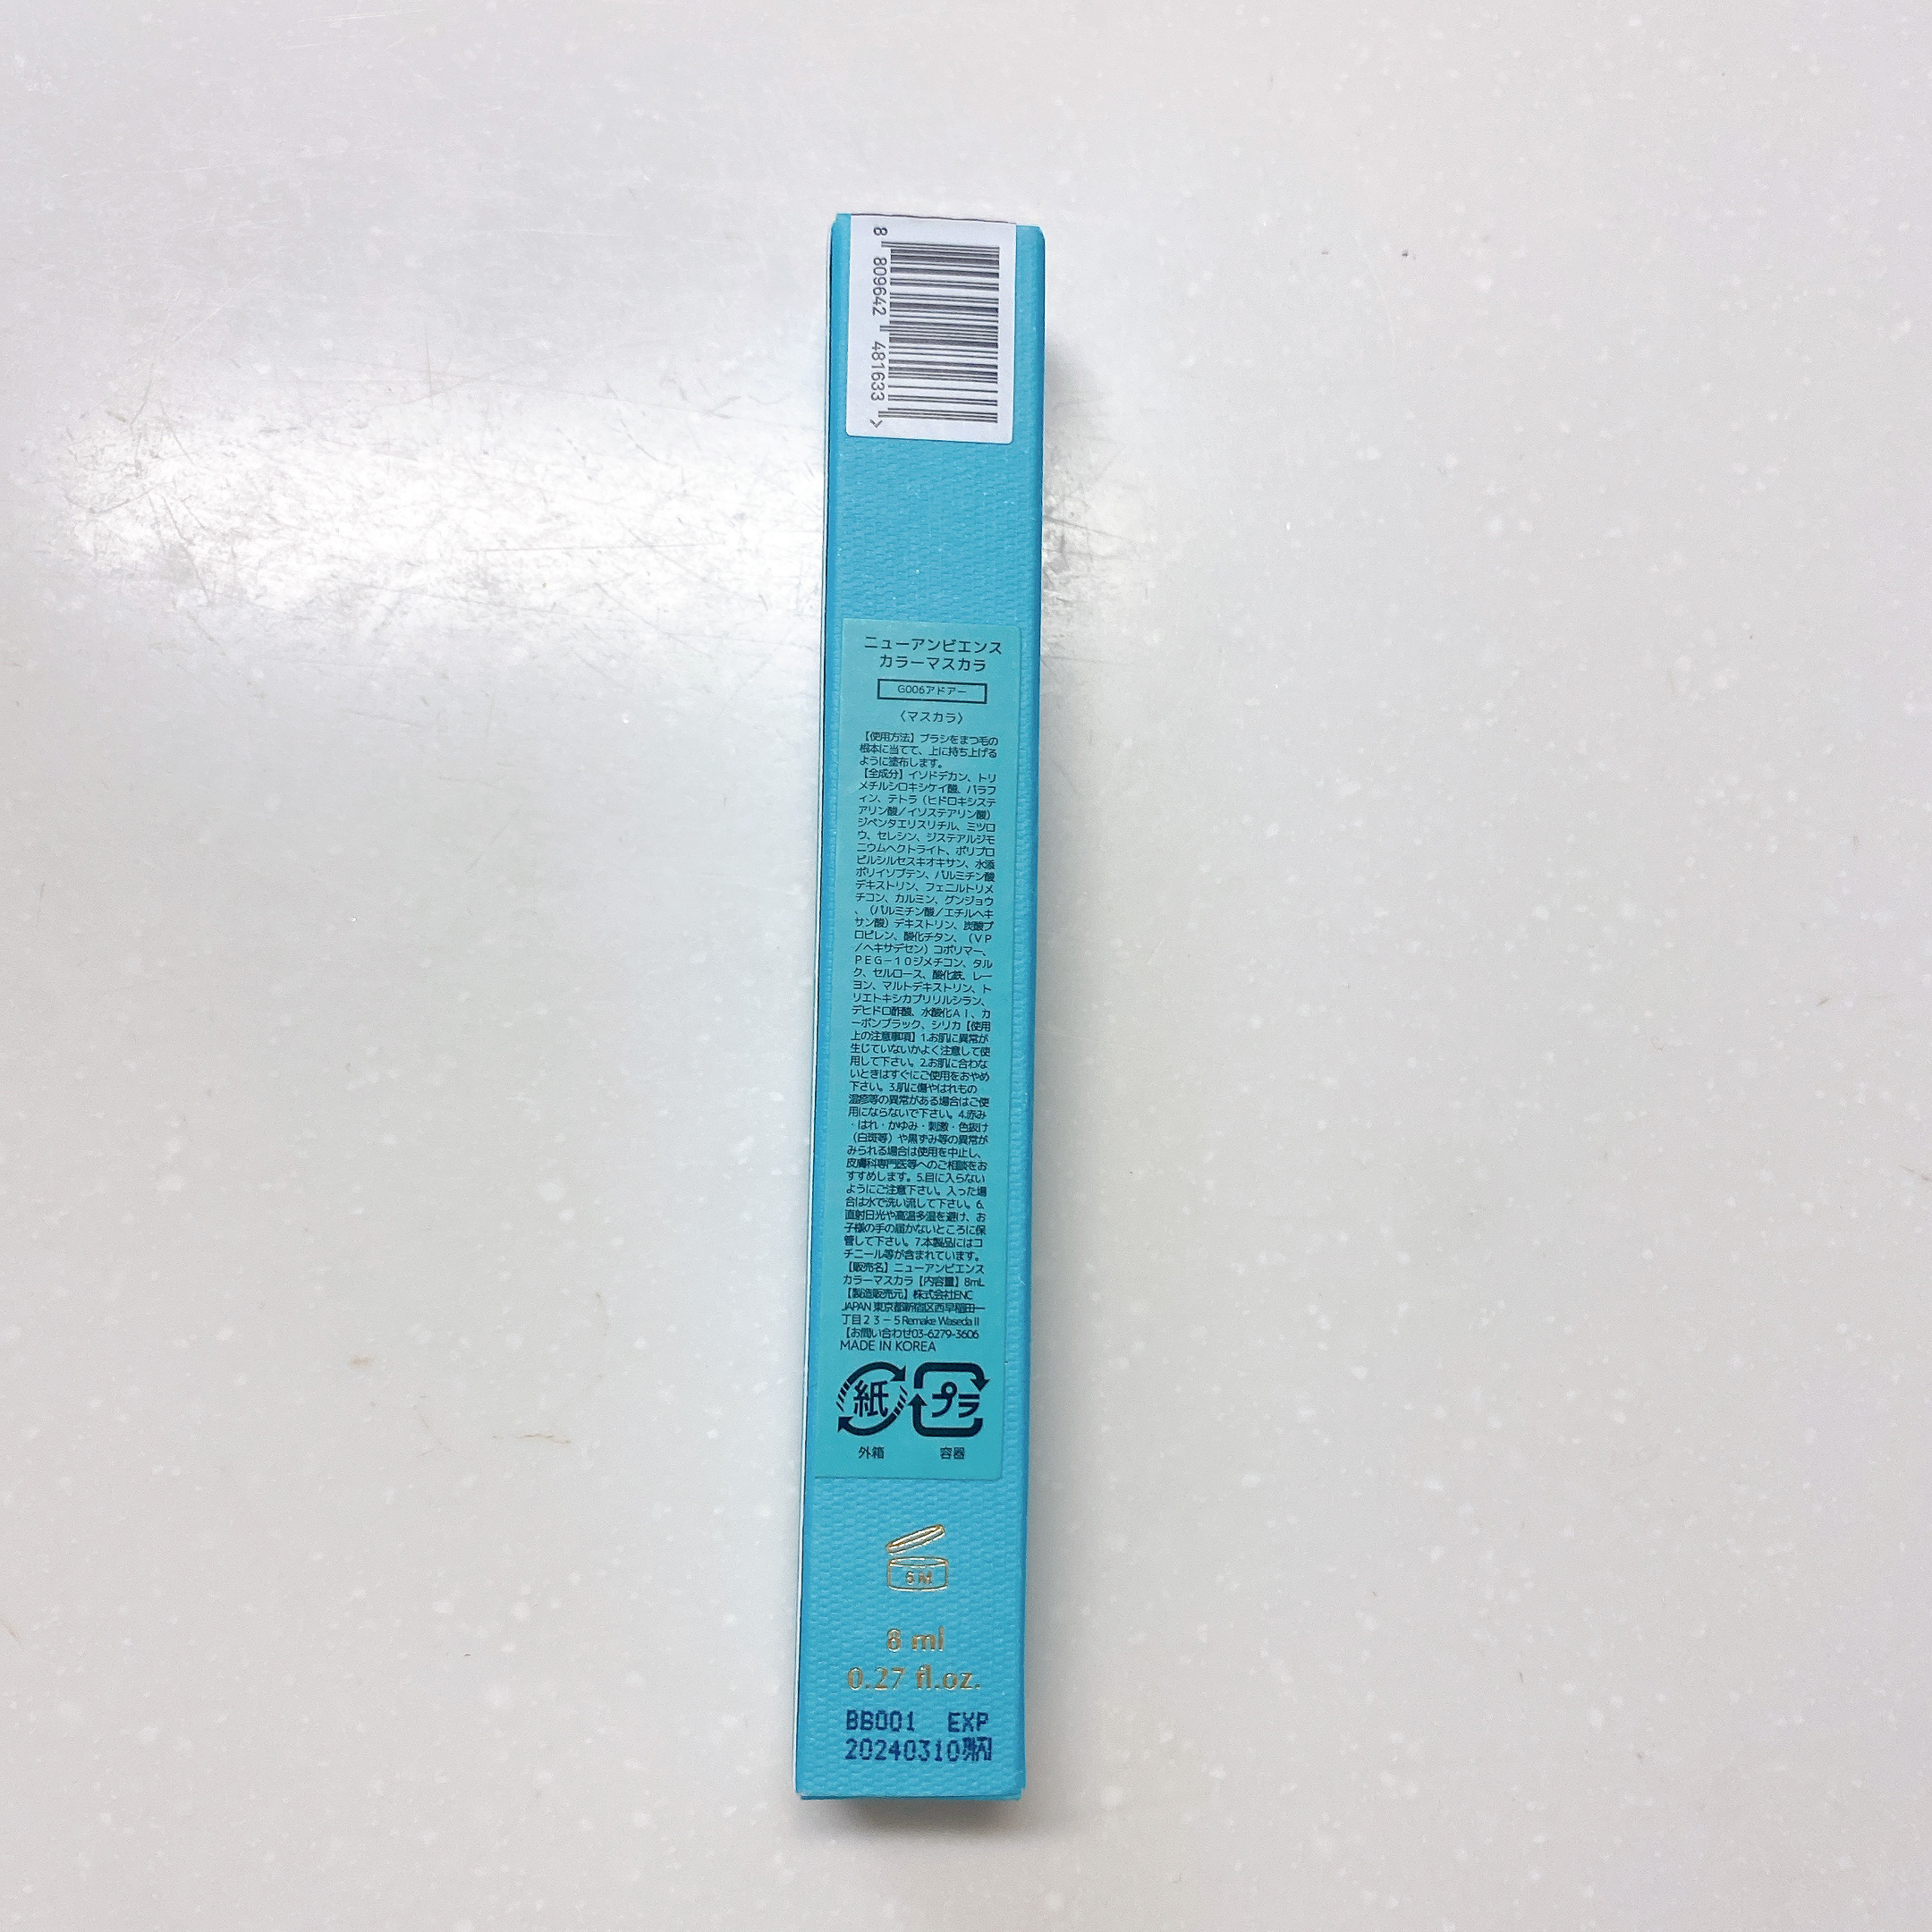 8 809642 481633 >
ニューアンビエンス
カラーマスカラ
G006アドアー
〈マスカラ〉
【使用方法】ブラシをまつ毛の
根本に当てて、上に持ち上げる
ように塗布します。
【全成分】イソドデカン、トリ
メチルシロキシケイ酸、パラフ
ィン、テトラ（ヒドロキシステ
アリン酸／イソステアリン酸）
ジペンタエリスリチル、ミツロ
ウ、セレシン、ジステアルジモ
ニウムヘクトライト、ポリプロ
ピルシルセスキオキサン、水添
ポリイソブテン、パルミチン酸
デキストリン、フェニルトリメ
チコン、カルミン、グンジョウ
、（パルミチン酸／エチルヘキ
サン酸）デキストリン、炭酸プ
ロピレン、酸化チタン、（ＶＰ
／ヘキサデセン）コポリマー、
ＰＥＧ－１０ジメチコン、タル
ク、セルロース、酸化鉄、レー
ヨン、マルトデキストリン、ト
リエトキシカプリリルシラン、
デヒドロ酢酸、水酸化Ａｌ、カ
ーボンブラック、シリカ【使用
上の注意事項】1.お肌に異常が
生じていないかよく注意して使
用して下さい。2.お肌に合わな
いときはすぐにご使用をおやめ
下さい。3.肌に傷やはれもの
湿疹等の異常がある場合はご使
用にならないで下さい。4.赤み
・はれ・かゆみ・刺激・色抜け
（白斑等）や黒ずみ等の異常が
みられる場合は使用を中止し、
皮膚科専門医等へのご相談をお
すすめします。5.目に入らない
ようにご注意下さい。入った場
合は水で洗い流して下さい。6.
直射日光や高温多湿を避け、お
子様の手の届かないところに保
管して下さい。7.本製品にはコ
チニール等が含まれています。
【販売名】ニューアンビエンス
カラーマスカラ【内容量】8mL
【製造販売元】株式会社ENC
JAPAN 東京都新宿区西早稲田一
丁目２３－５Remake Waseda II
【お問い合わせ03-6279-3606
MADE IN KOREA
紙 プラ
外箱 容器
6M
8 ml
0.27 fl.oz.
BB001 EXP
20240310까지